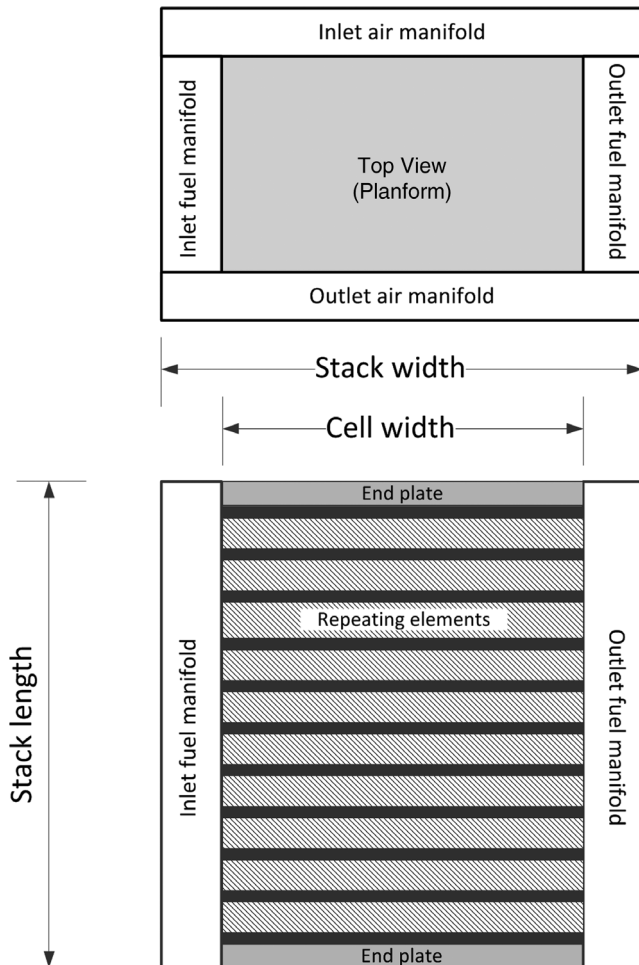 Inlet air manifold
Inlet fuel manifold
Top View
(Planform)
Outlet fuel manifold
Outlet air manifold
Stack width
Cell width
End plate
Stack length
Inlet fuel manifold
Repeating elements
Outlet fuel manifold
End plate